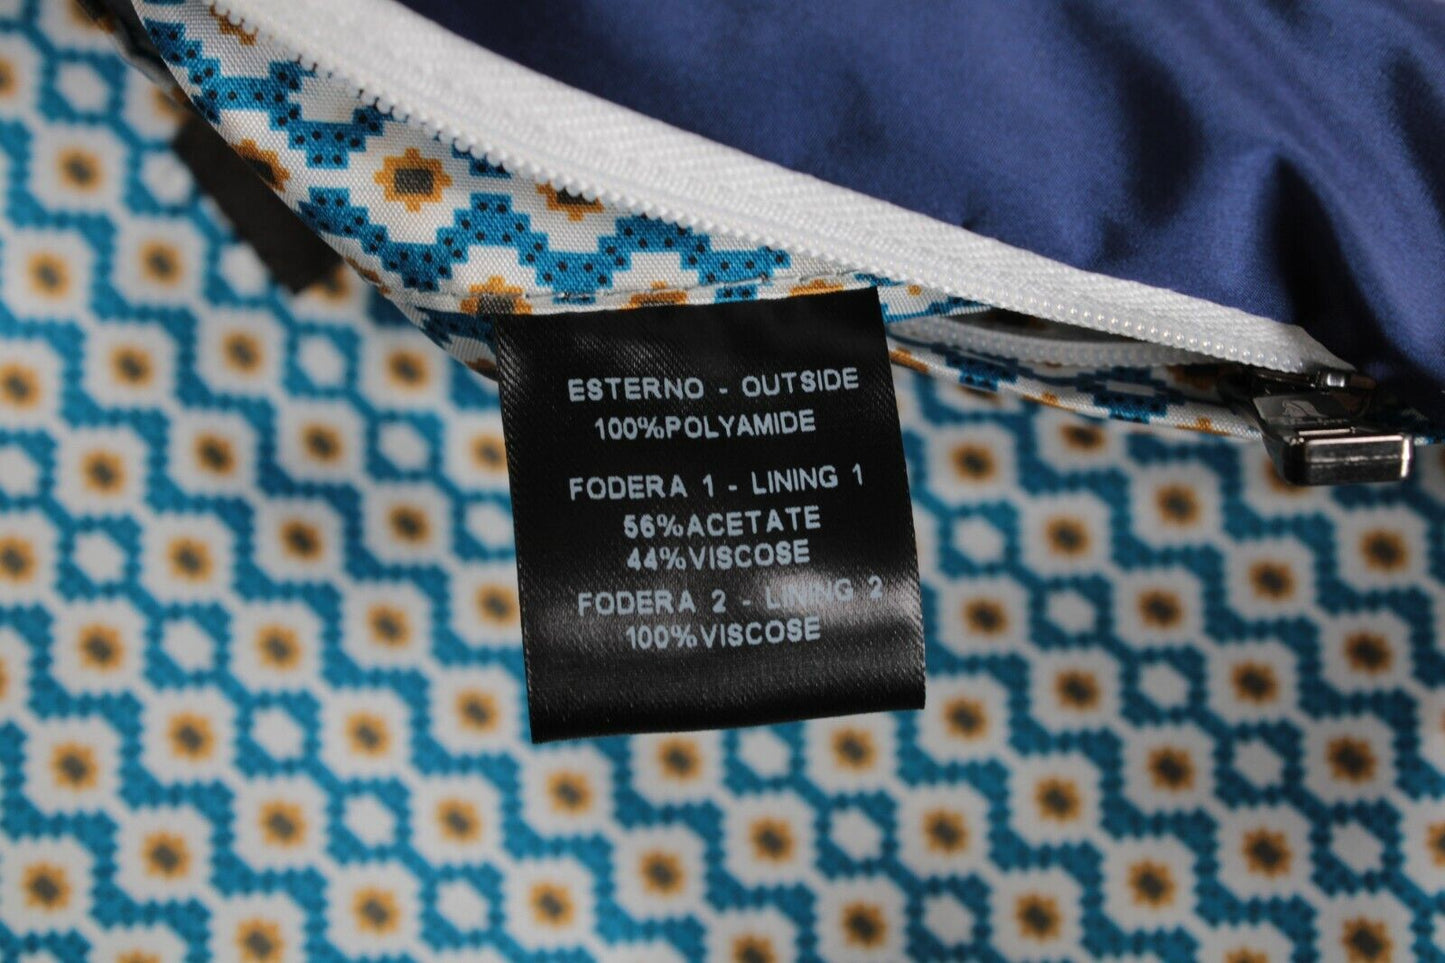 ESTERNO - OUTSIDE
100%POLYAMIDE
FODERA 1 - LINING 1
56%ACETATE
44%VISCOSE
FODERA 2 - LINING 2
100%VISCOSE